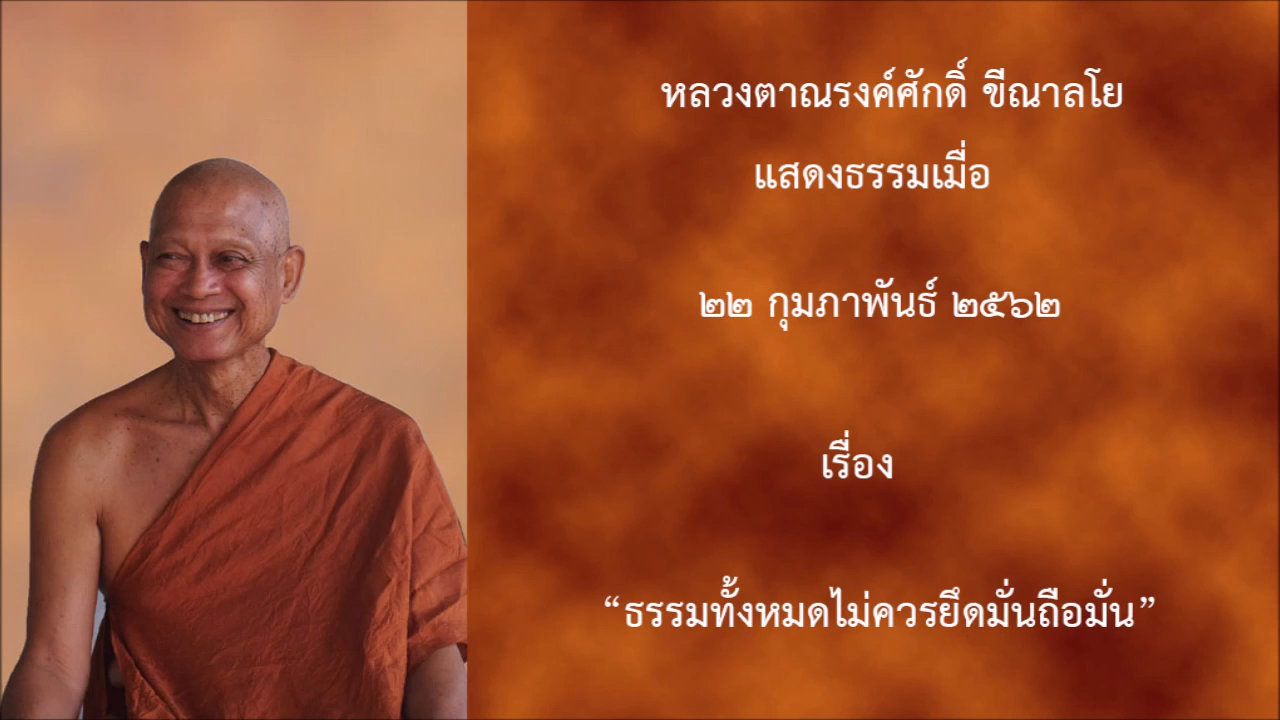 หลวงตาณรงค์ศักดิ์ ขีณาลโย
แสดงธรรมเมื่อ
๒๒ กุมภาพันธ์ ๒๕๖๒
เรื่อง
“ธรรมทั้งหมดไม่ควรยึดมั่นถือมั่น”